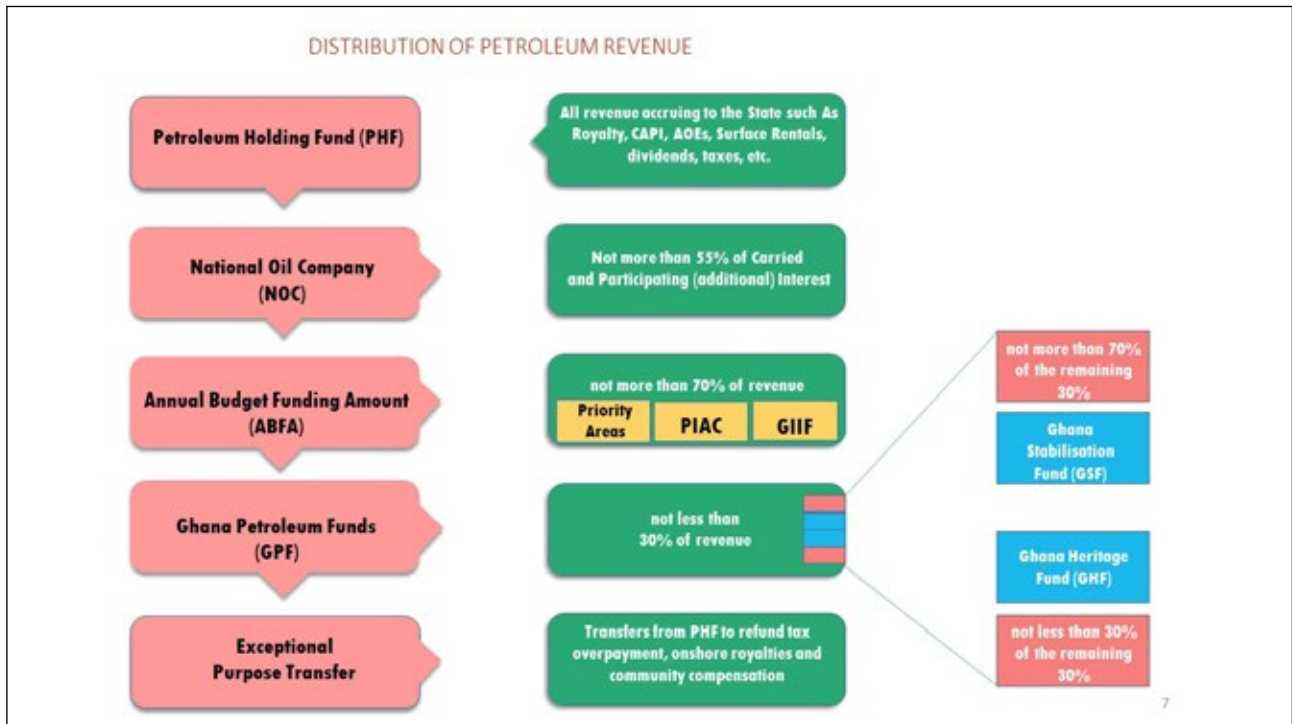 DISTRIBUTION OF PETROLEUM REVENUE
Petroleum Holding Fund (PHF)
All revenue accruing to the State such As
Royalty, CAPI, AOEs, Surface Rentals,
dividends, taxes, etc.
National Oil Company
(NOC)
Not more than 55% of Carried
and Participating (additional) Interest
Annual Budget Funding Amount
(ABFA)
not more than 70% of revenue
Priority
Areas
PIAC
GIIF
Ghana Petroleum Funds
(GPF)
not less than
30% of revenue
not more than 70%
of the remaining
30%
Ghana
Stabilisation
Fund (GSF)
Ghana Heritage
Fund (GHF)
not less than 30%
of the remaining
30%
Exceptional
Purpose Transfer
Transfers from PHF to refund tax
overpayment, onshore royalties and
community compensation
7